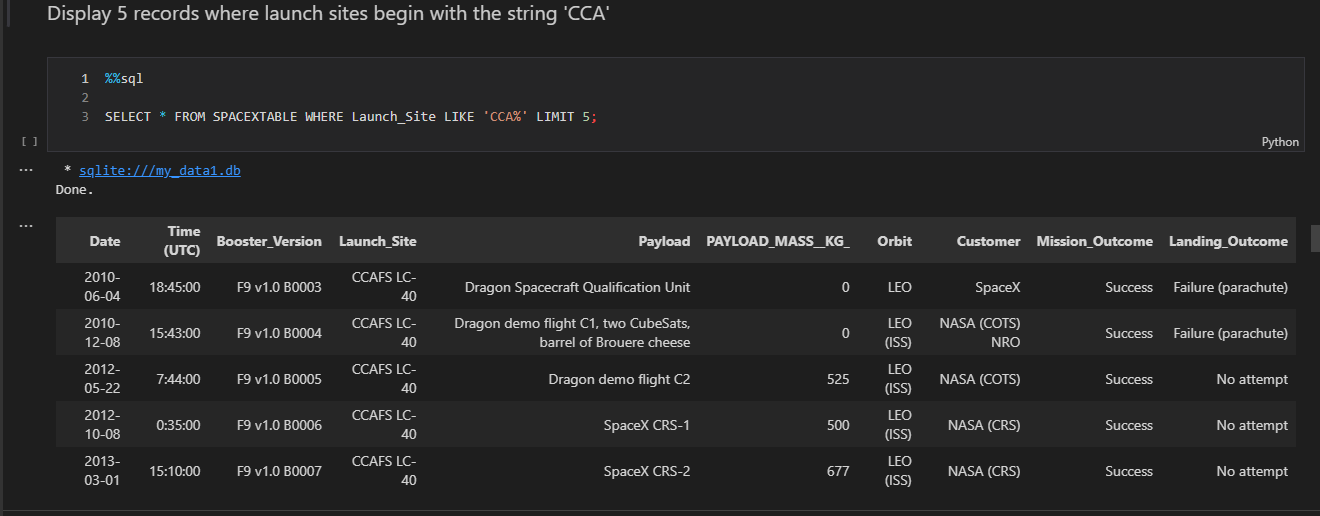 Display 5 records where launch sites begin with the string 'CCA'
1 %%sql
2
3 SELECT * FROM SPACEXTABLE WHERE Launch_Site LIKE 'CCA%' LIMIT 5;
[ ]
Python
... * sqlite:///my_data1.db
Done.
...
Date Time (UTC) Booster_Version Launch_Site Payload PAYLOAD_MASS__KG_ Orbit Customer Mission_Outcome Landing_Outcome
2010-06-04 18:45:00 F9 v1.0 B0003 CCAFS LC-40 Dragon Spacecraft Qualification Unit 0 LEO SpaceX Success Failure (parachute)
2010-12-08 15:43:00 F9 v1.0 B0004 CCAFS LC-40 Dragon demo flight C1, two CubeSats, barrel of Brouere cheese 0 LEO (ISS) NASA (COTS) NRO Success Failure (parachute)
2012-05-22 7:44:00 F9 v1.0 B0005 CCAFS LC-40 Dragon demo flight C2 525 LEO (ISS) NASA (COTS) Success No attempt
2012-10-08 0:35:00 F9 v1.0 B0006 CCAFS LC-40 SpaceX CRS-1 500 LEO (ISS) NASA (CRS) Success No attempt
2013-03-01 15:10:00 F9 v1.0 B0007 CCAFS LC-40 SpaceX CRS-2 677 LEO (ISS) NASA (CRS) Success No attempt